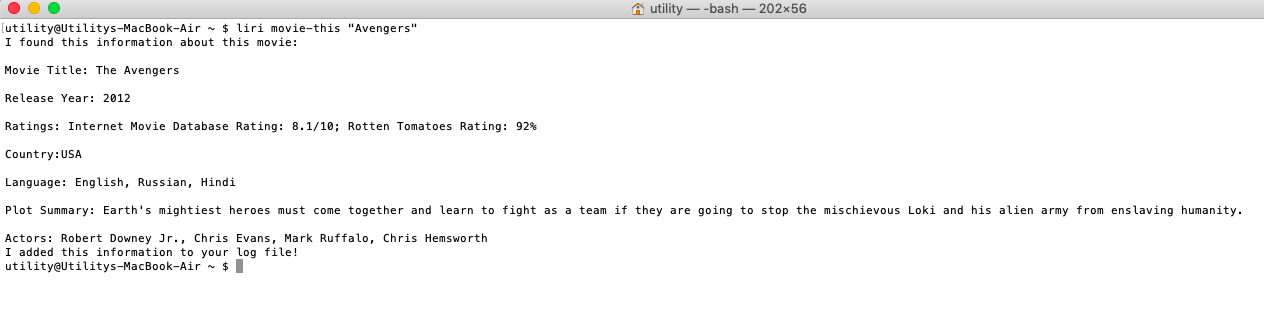 utility — -bash — 202×56
[utility@Utilitys-MacBook-Air ~ $ liri movie-this "Avengers"
I found this information about this movie:
Movie Title: The Avengers
Release Year: 2012
Ratings: Internet Movie Database Rating: 8.1/10; Rotten Tomatoes Rating: 92%
Country:USA
Language: English, Russian, Hindi
Plot Summary: Earth's mightiest heroes must come together and learn to fight as a team if they are going to stop the mischievous Loki and his alien army from enslaving humanity.
Actors: Robert Downey Jr., Chris Evans, Mark Ruffalo, Chris Hemsworth
I added this information to your log file!
utility@Utilitys-MacBook-Air ~ $